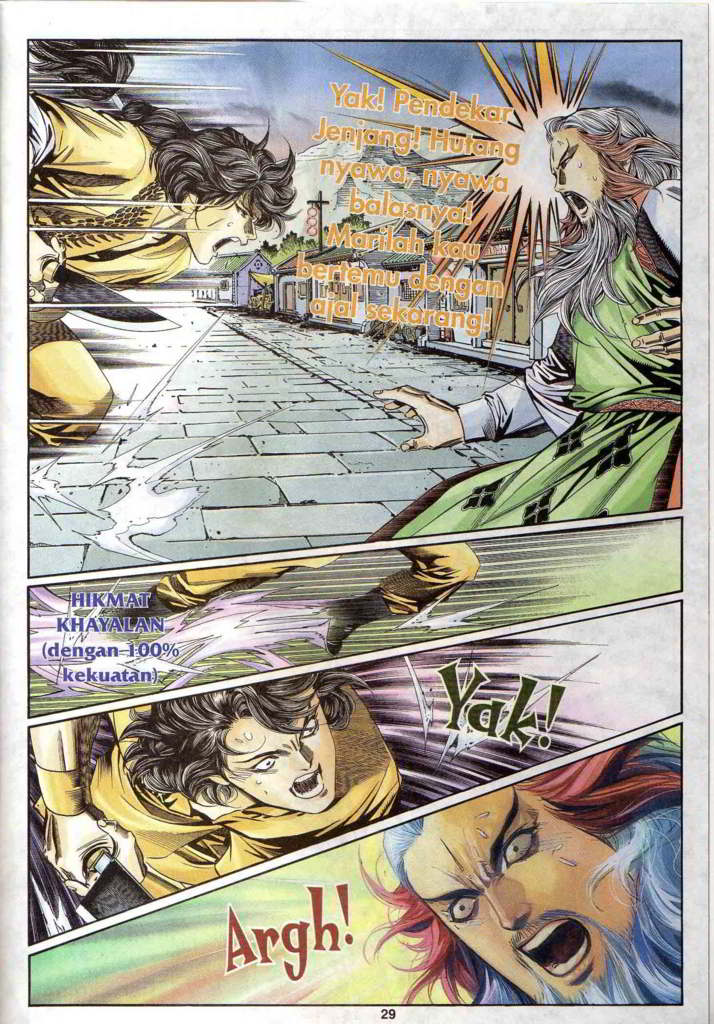 Yak! Pendekar
Jenjang! Hutang
nyawa, nyawa
balasnya!
Marilah kau
bertemu dengan
ajal sekarang!
HIKMAT
KHAYALAN
(dengan 100%
kekuatan)
Yak!
Argh!
29